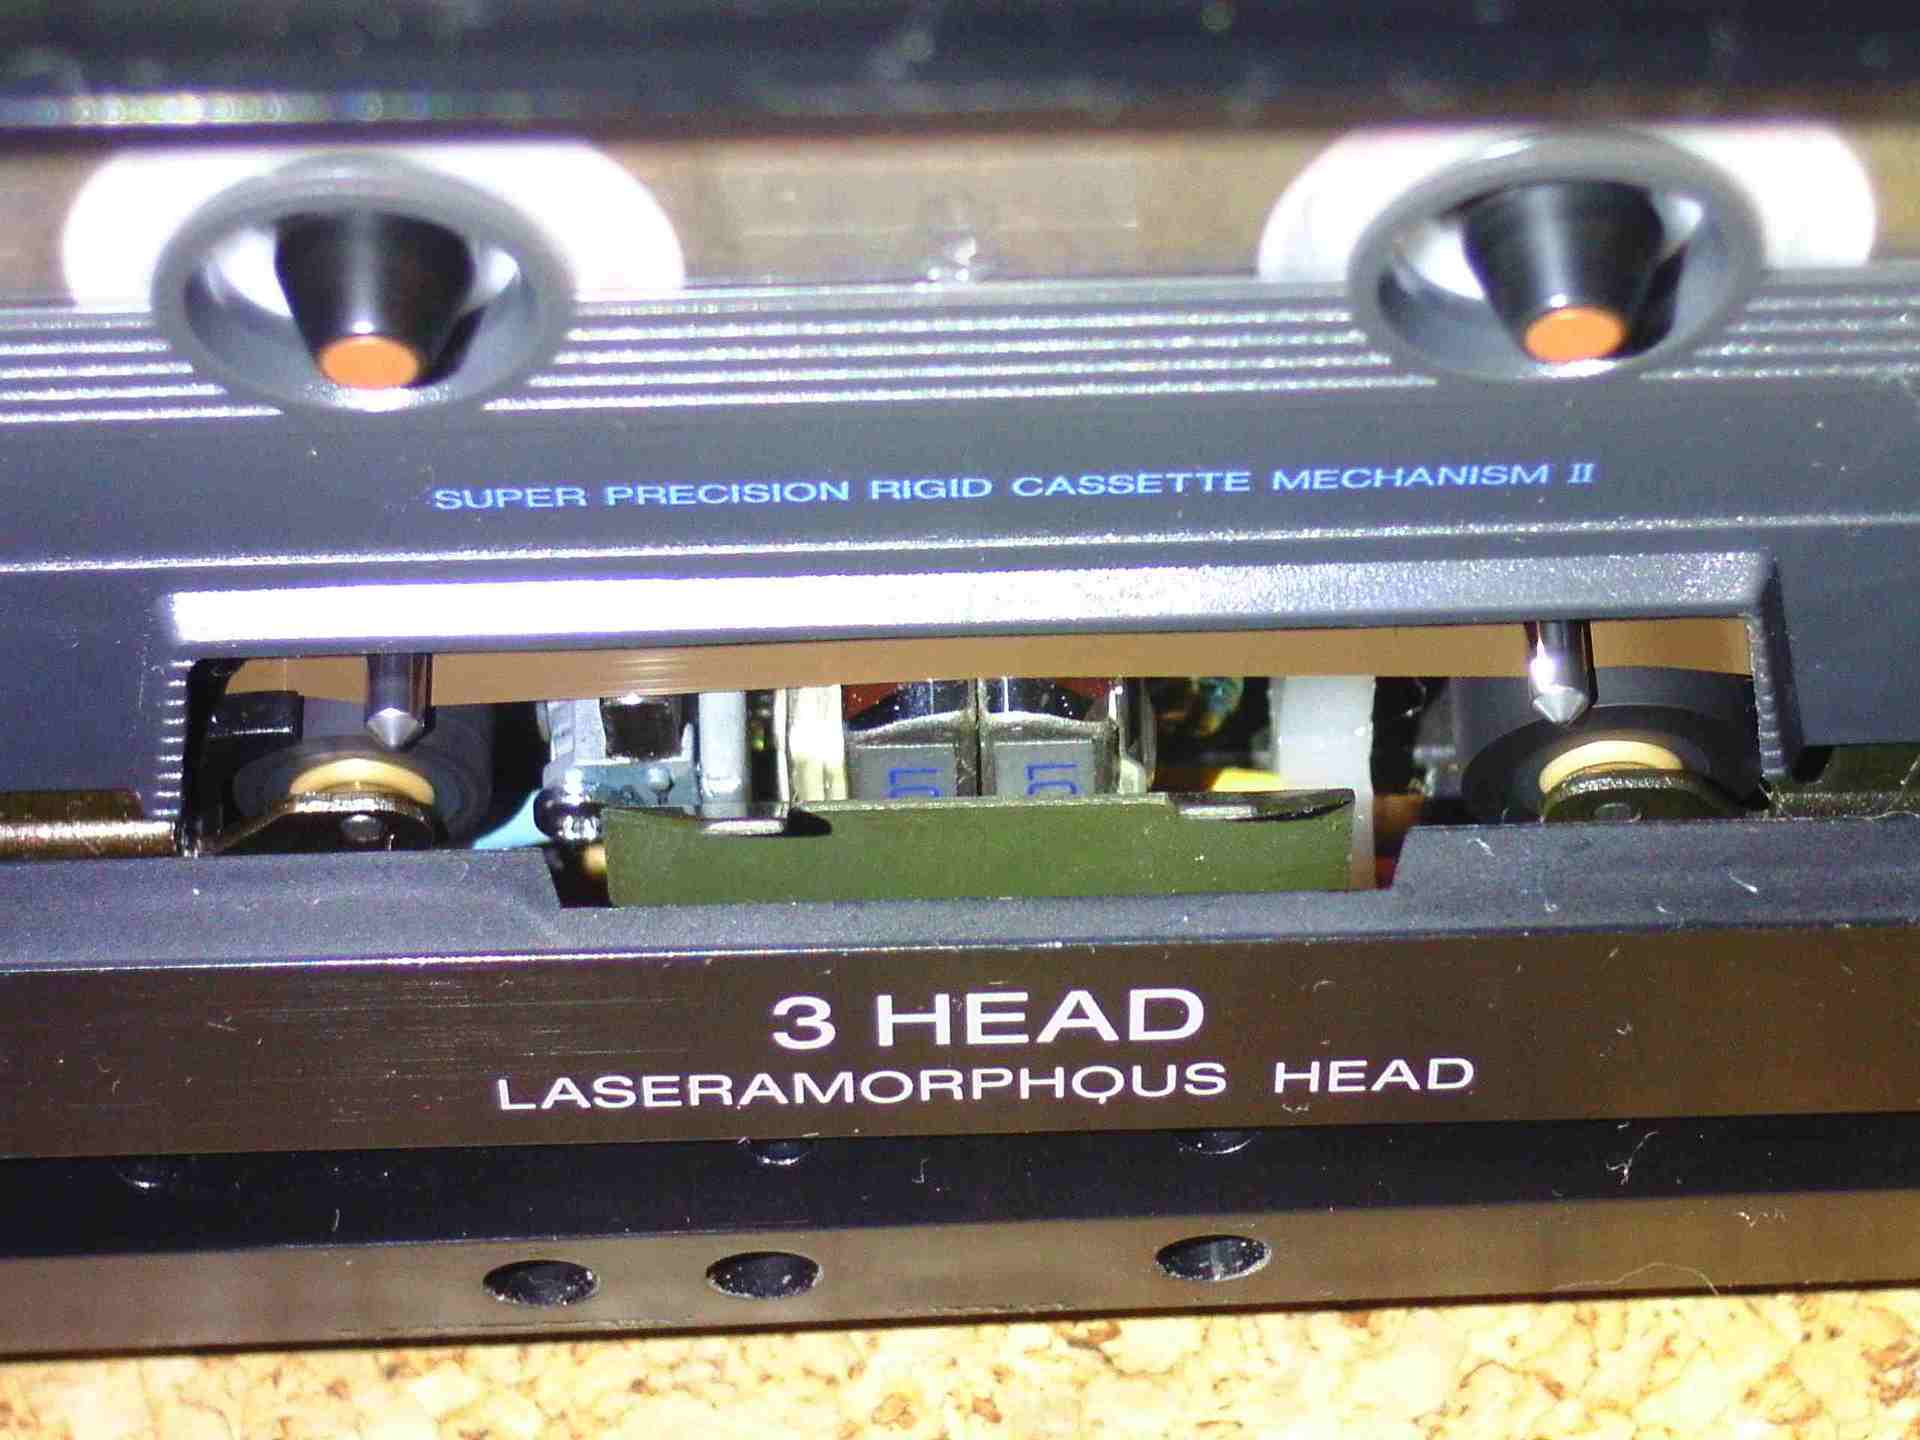 SUPER PRECISION RIGID CASSETTE MECHANISM II
3 HEAD
LASERAMORPHOUS HEAD